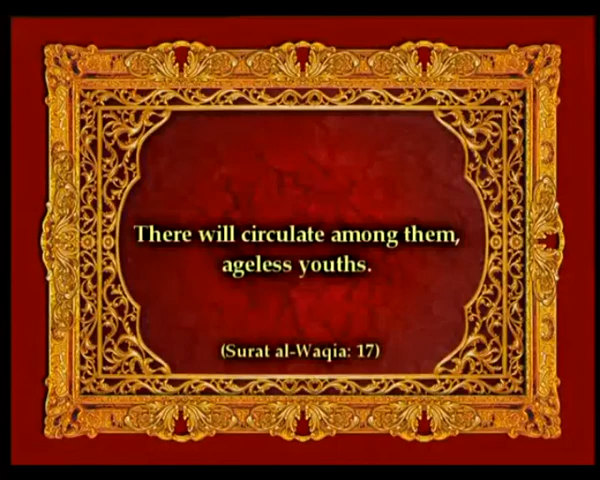 There will circulate among them,
ageless youths.
(Surat al-Waqia: 17)